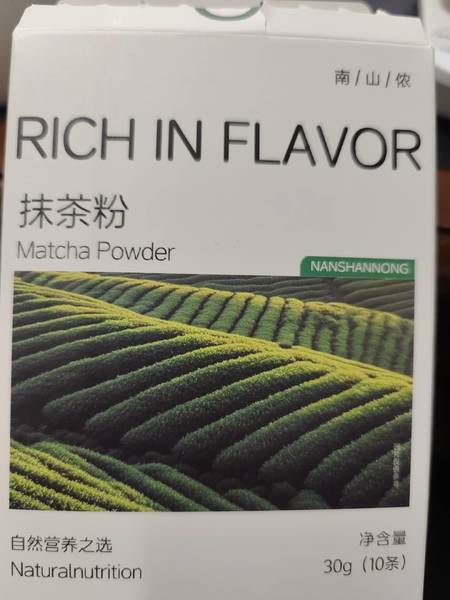 南/山/侬
RICH IN FLAVOR
抹茶粉
Matcha Powder
NANSHANNONG
自然营养之选
Naturalnutrition
净含量
30g（10条）